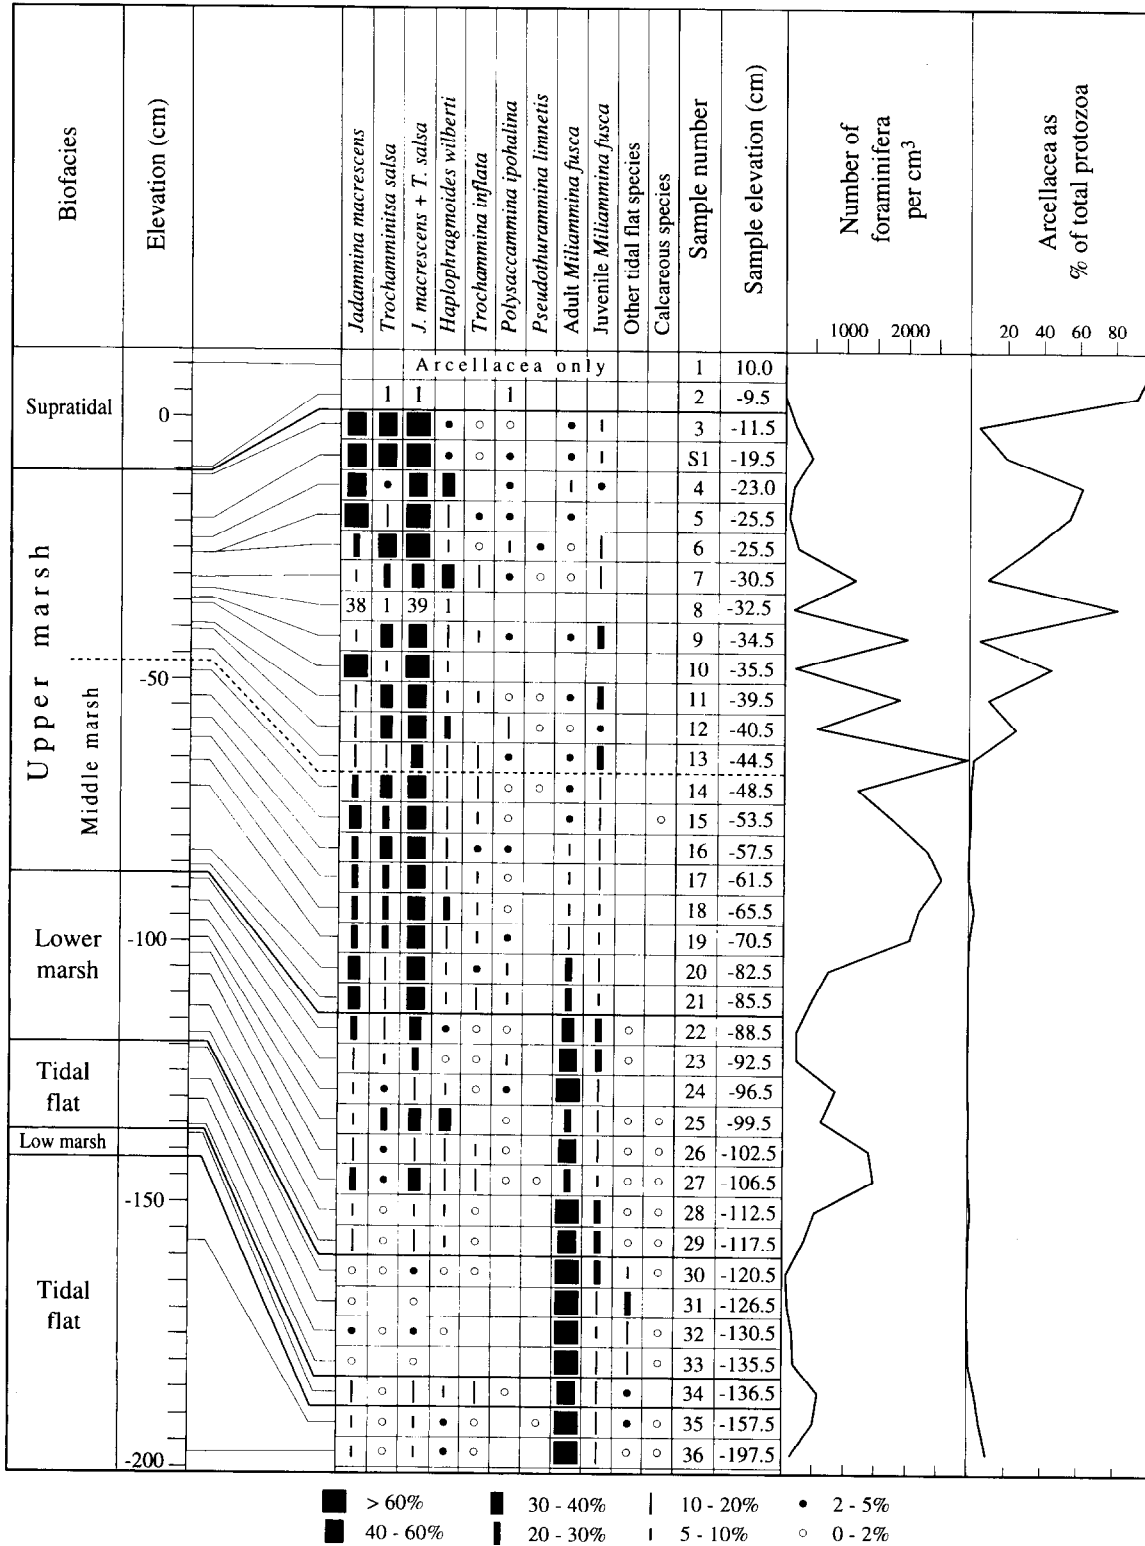 Biofacies
Elevation (cm)
Jadammina macrescens
Trochamminitsa salsa
J. macrescens + T. salsa
Haplophragmoides wilberti
Trochammina inflata
Polysaccammina ipohalina
Pseudothurammina limnetis
Adult Miliammina fusca
Juvenile Miliammina fusca
Other tidal flat species
Calcareous species
Sample number
Sample elevation (cm)
Number of
foraminifera
per cm³
Arcellacea as
% of total protozoa
1000 2000
20 40 60 80
Supratidal
Upper marsh
Middle marsh
Lower
marsh
Tidal
flat
Low marsh
Tidal
flat
0
-50
-100
-150
-200
Arcellacea only 1 10.0
1 1 1 2 -9.5
3 -11.5
S1 -19.5
4 -23.0
5 -25.5
6 -25.5
7 -30.5
38 1 39 1 8 -32.5
9 -34.5
10 -35.5
11 -39.5
12 -40.5
13 -44.5
14 -48.5
15 -53.5
16 -57.5
17 -61.5
18 -65.5
19 -70.5
20 -82.5
21 -85.5
22 -88.5
23 -92.5
24 -96.5
25 -99.5
26 -102.5
27 -106.5
28 -112.5
29 -117.5
30 -120.5
31 -126.5
32 -130.5
33 -135.5
34 -136.5
35 -157.5
36 -197.5
> 60% 30 - 40% 10 - 20% 2 - 5%
40 - 60% 20 - 30% 5 - 10% 0 - 2%